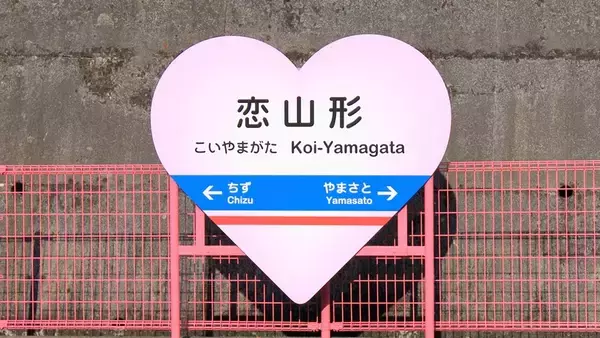 恋山形
こいやまがた Koi-Yamagata
← ちず やまさと →
Chizu Yamasato